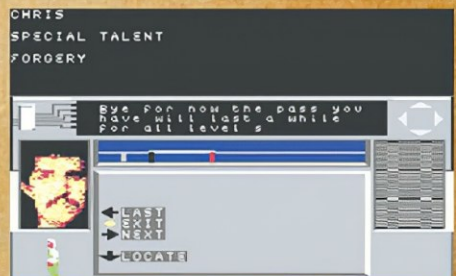 CHRIS
SPECIAL TALENT
FORGERY
Bye for now the pass you
have will last a while
for all level s
LAST
EXIT
NEXT
LOCATE